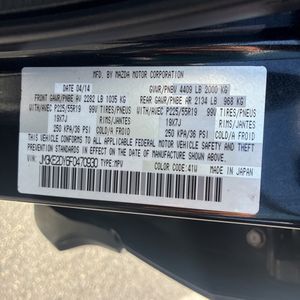 MFD BY MAZDA MOTOR CORPORATION
DATE 04/14 GVWR/PNBV 4409 LB 2000 KG
FRONT GAWR/PNBE AV 2282 LB 1035 KG REAR GAWR/PNBE AR 2134 LB 968 KG
WITH/AVEC P225/55R19 99V TIRES/PNEUS WITH/AVEC P225/55R19 99V TIRES/PNEUS
19X7J RIMS/JANTES 19X7J RIMS/JANTES
250 KPA/36 PSI COLD/FROID 250 KPA/34 PSI COLD/FROID
THIS VEHICLE CONFORMS TO ALL APPLICABLE FEDERAL
MOTOR VEHICLE SAFETY, BUMPER, AND THEFT
PREVENTION STANDARDS IN EFFECT ON THE DATE OF
MANUFACTURE SHOWN ABOVE.
TYPE:MPV
COLOR CODE: 41W MADE IN JAPAN